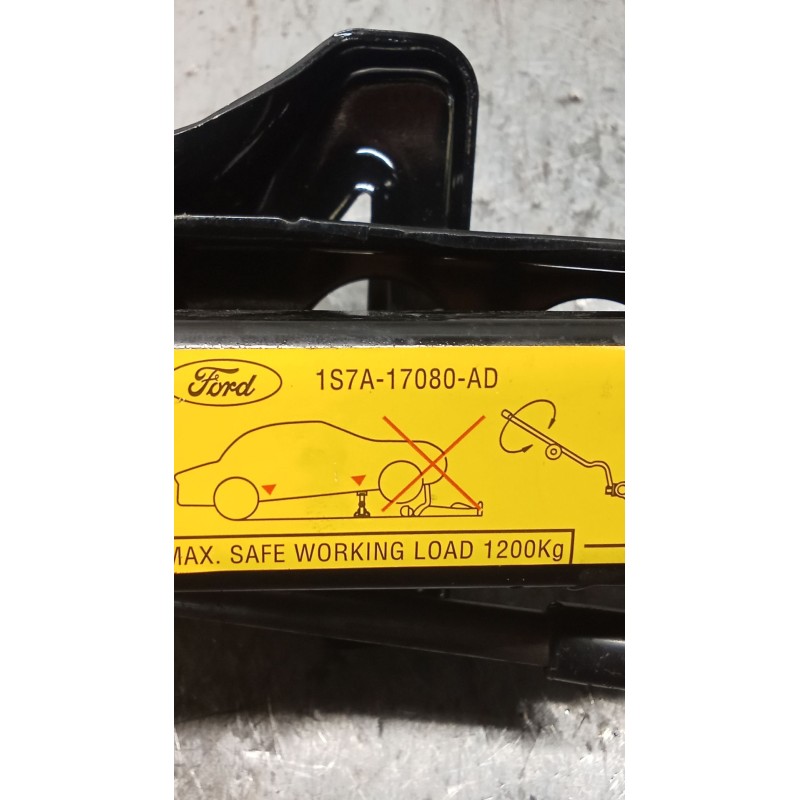 Ford 1S7A-17080-AD
MAX. SAFE WORKING LOAD 1200Kg